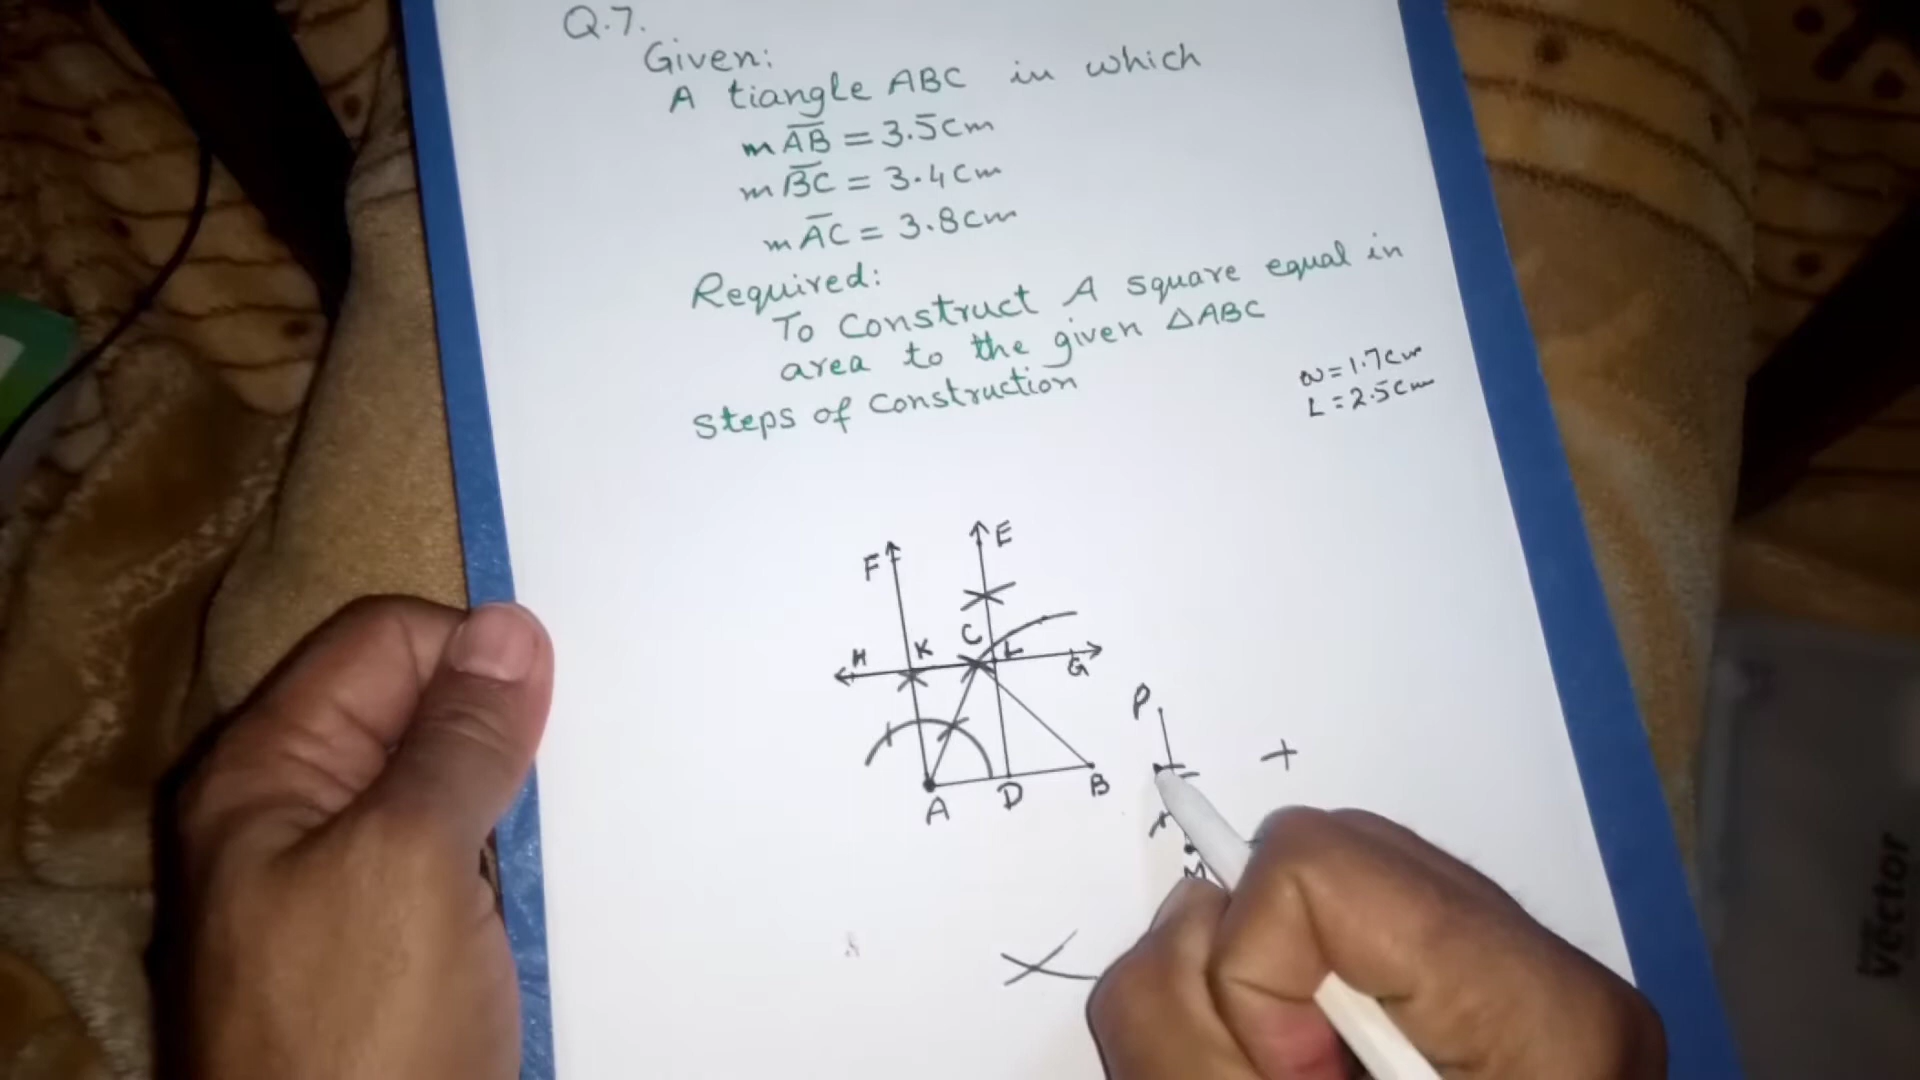 Q.7.
Given:
A tiangle ABC in which
mAB = 3.5cm
mBC = 3.4cm
mAC = 3.8cm
Required:
To Construct A square equal in
area to the given △ABC
Steps of Construction
w = 1.7cm
L = 2.5cm
F
E
H
K
C
L
G
P
A
D
B
M
Vector